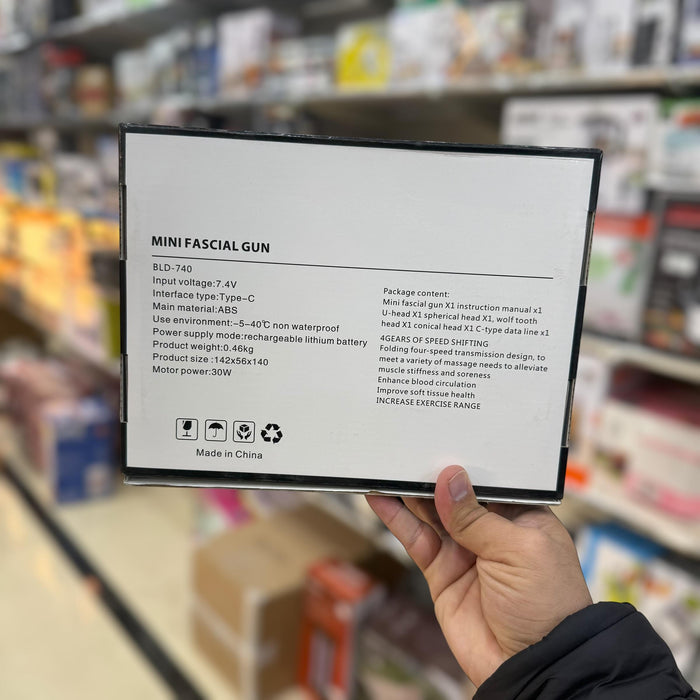 MINI FASCIAL GUN
BLD-740
Input voltage:7.4V
Interface type:Type-C
Main material:ABS
Use environment:–5–40℃ non waterproof
Power supply mode:rechargeable lithium battery
Product weight:0.46kg
Product size :142x56x140
Motor power:30W
Made in China
Package content:
Mini fascial gun X1 instruction manual x1
U-head X1 spherical head X1, wolf tooth
head X1 conical head X1 C-type data line x1
4GEARS OF SPEED SHIFTING
Folding four-speed transmission design, to
meet a variety of massage needs to alleviate
muscle stiffness and soreness
Enhance blood circulation
Improve soft tissue health
INCREASE EXERCISE RANGE